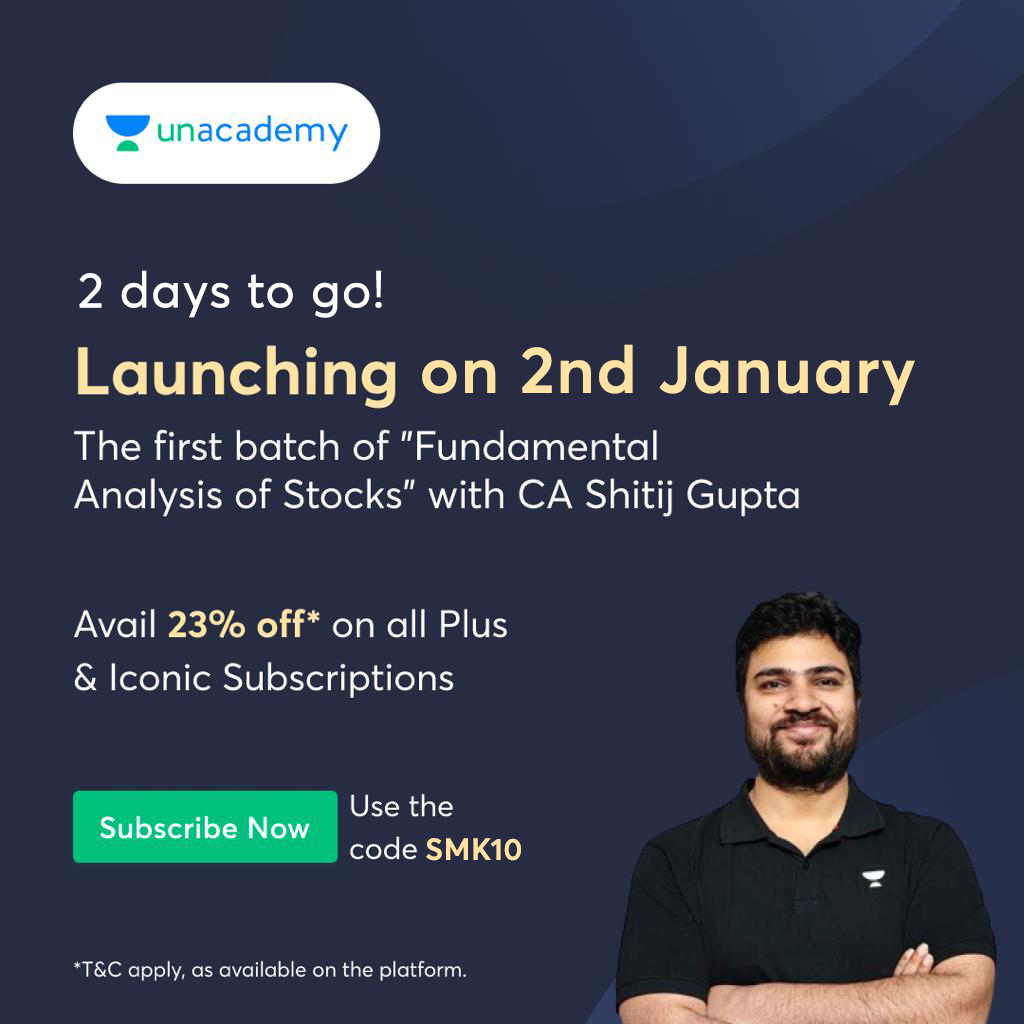 unacademy
2 days to go!
Launching on 2nd January
The first batch of "Fundamental
Analysis of Stocks" with CA Shitij Gupta
Avail 23% off* on all Plus
& Iconic Subscriptions
Subscribe Now
Use the
code SMK10
*T&C apply, as available on the platform.